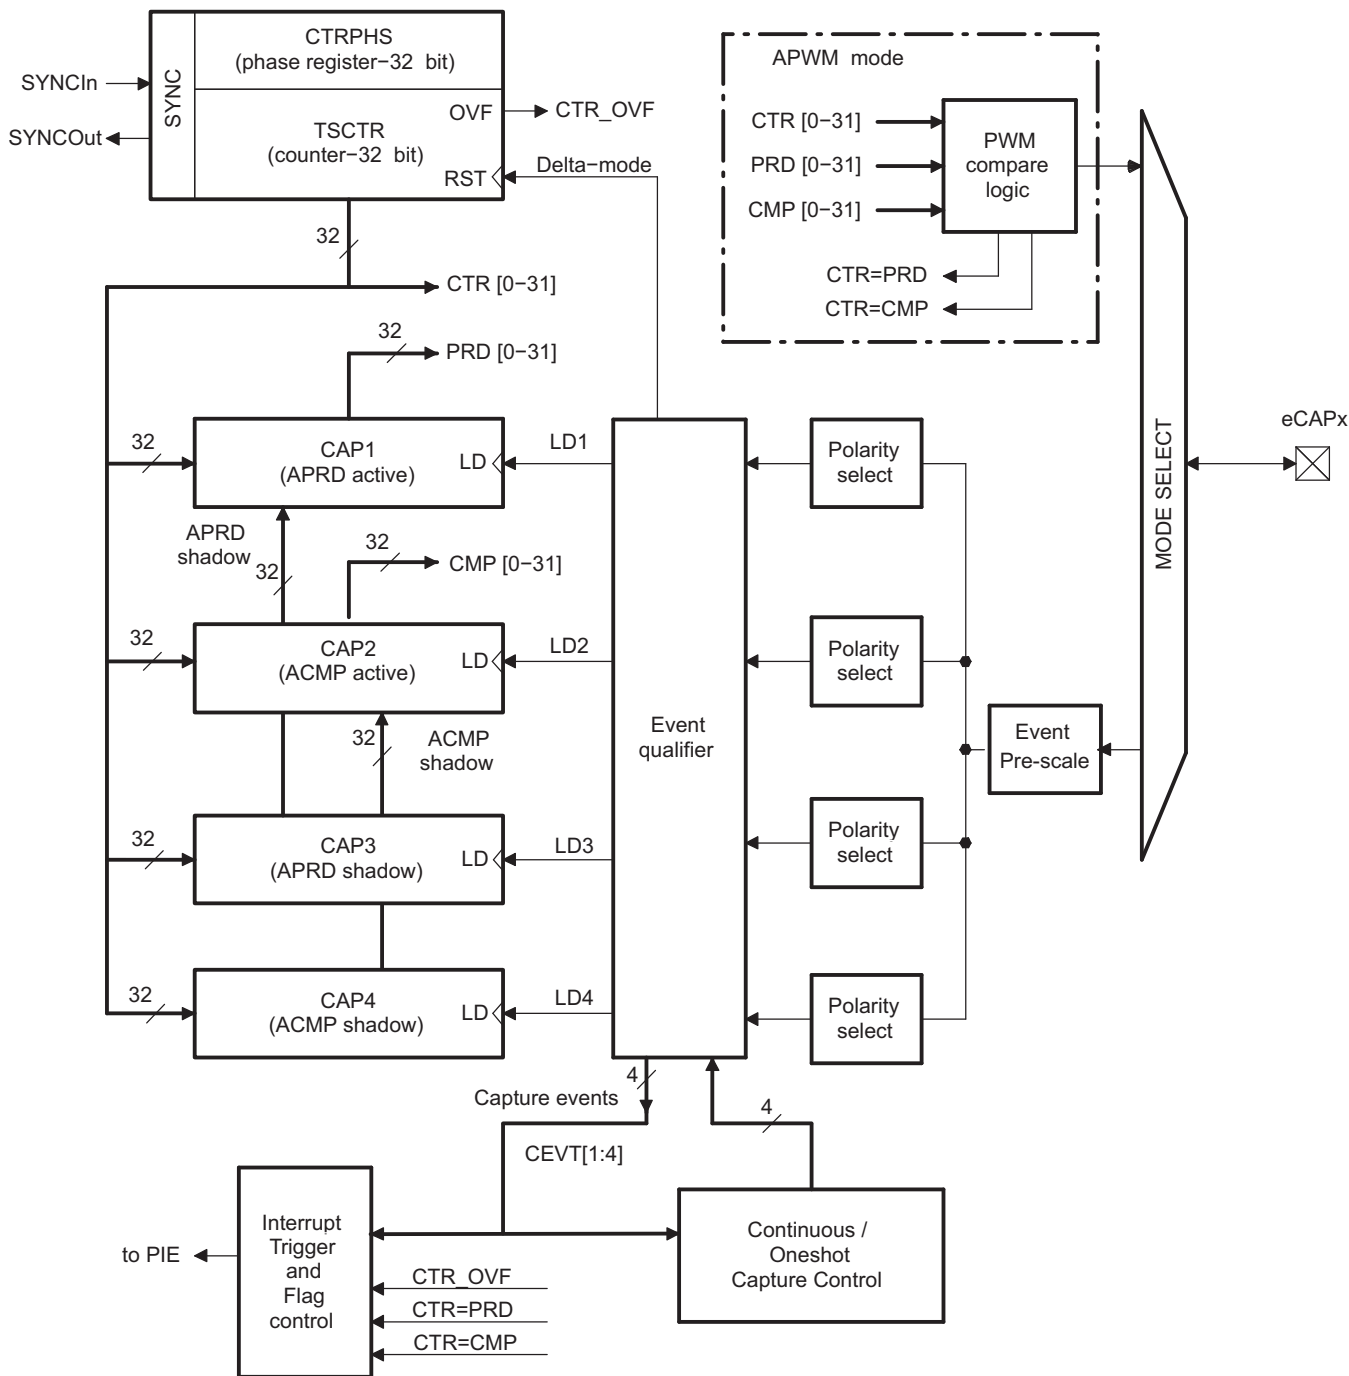 CTRPHS
(phase register−32 bit)
SYNC
SYNCIn
SYNCOut
OVF
CTR_OVF
TSCTR
(counter−32 bit)
RST
Delta−mode
32
CTR [0−31]
32
PRD [0−31]
APWM mode
CTR [0−31]
PRD [0−31]
CMP [0−31]
PWM
compare
logic
CTR=PRD
CTR=CMP
MODE SELECT
eCAPx
32
CAP1
(APRD active)
LD
LD1
Polarity
select
APRD
shadow
32
32
CMP [0−31]
32
CAP2
(ACMP active)
LD
LD2
Polarity
select
32
ACMP
shadow
Event
qualifier
Event
Pre-scale
32
CAP3
(APRD shadow)
LD
LD3
Polarity
select
32
CAP4
(ACMP shadow)
LD
LD4
Polarity
select
4
Capture events
4
CEVT[1:4]
Interrupt
Trigger
and
Flag
control
to PIE
CTR_OVF
CTR=PRD
CTR=CMP
Continuous /
Oneshot
Capture Control